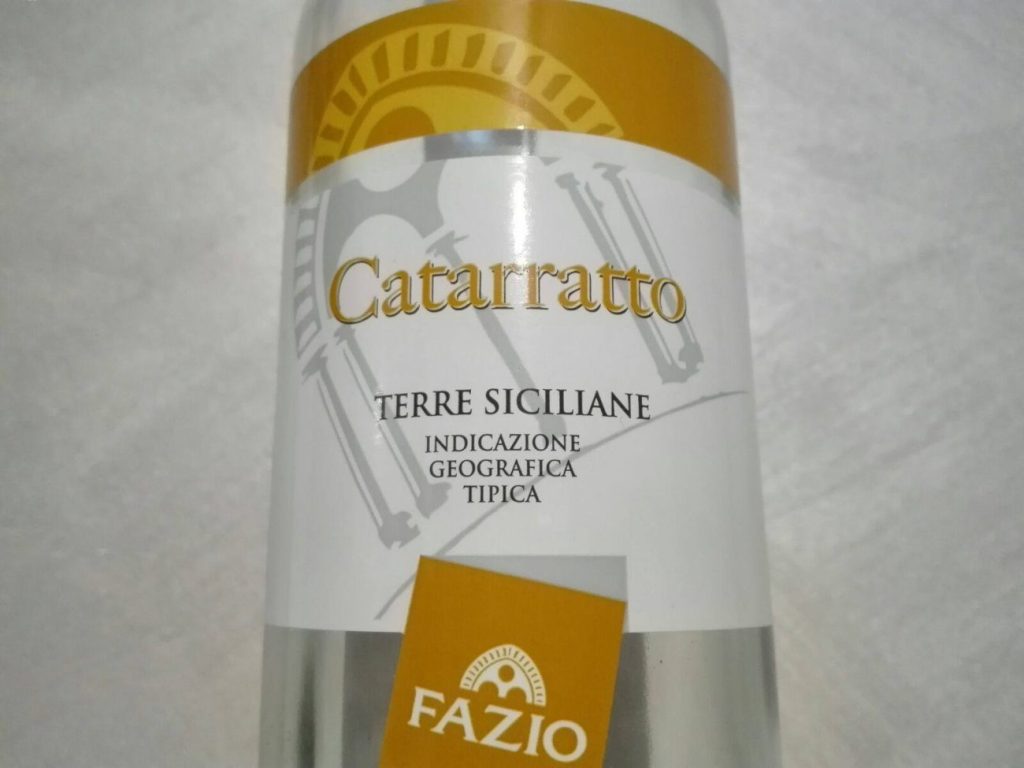 Catarratto
TERRE SICILIANE
INDICAZIONE
GEOGRAFICA
TIPICA
FAZIO